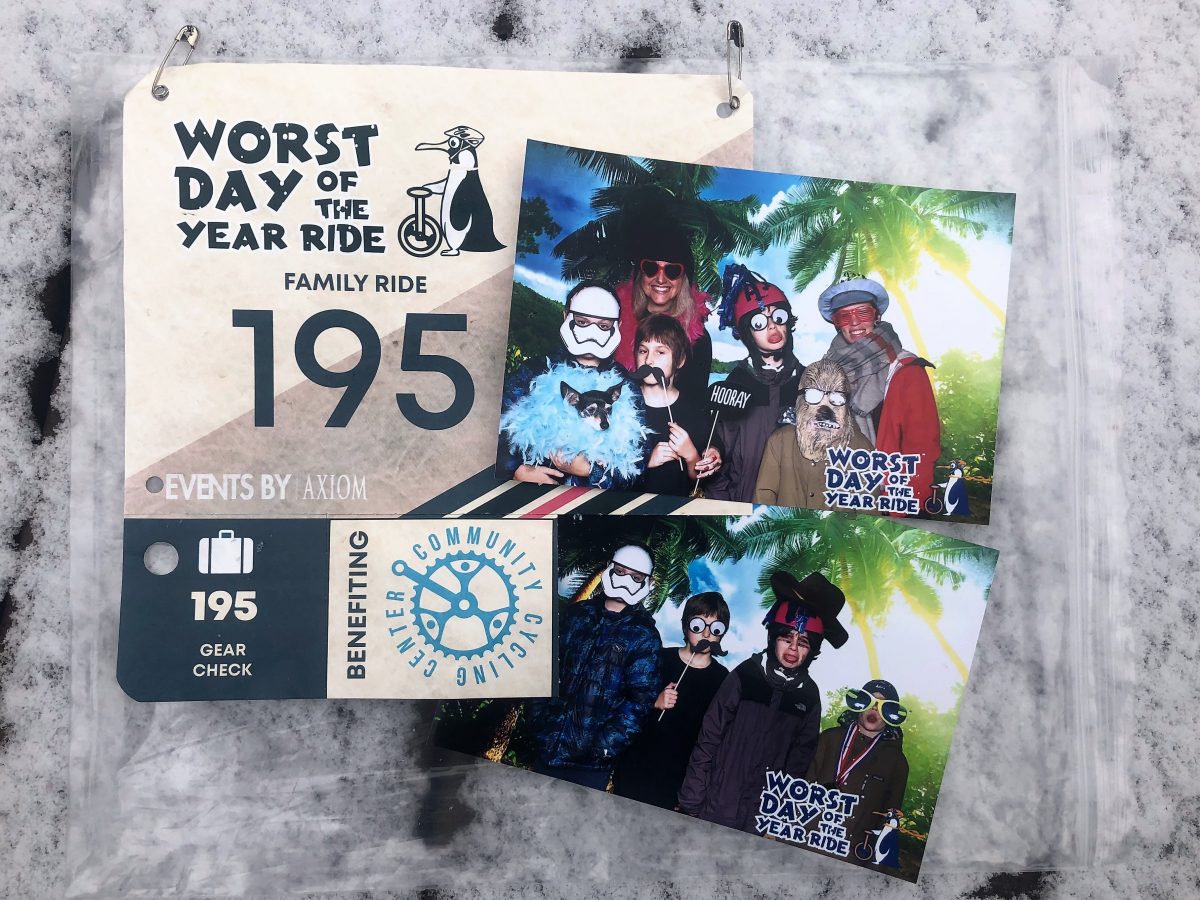 WORST
DAY OF
THE
YEAR RIDE
FAMILY RIDE
195
EVENTS BY | AXIOM
195
GEAR
CHECK
BENEFITING
COMMUNITY CYCLING CENTER
HOORAY
WORST
DAY OF
THE
YEAR RIDE
WORST
DAY OF
THE
YEAR RIDE